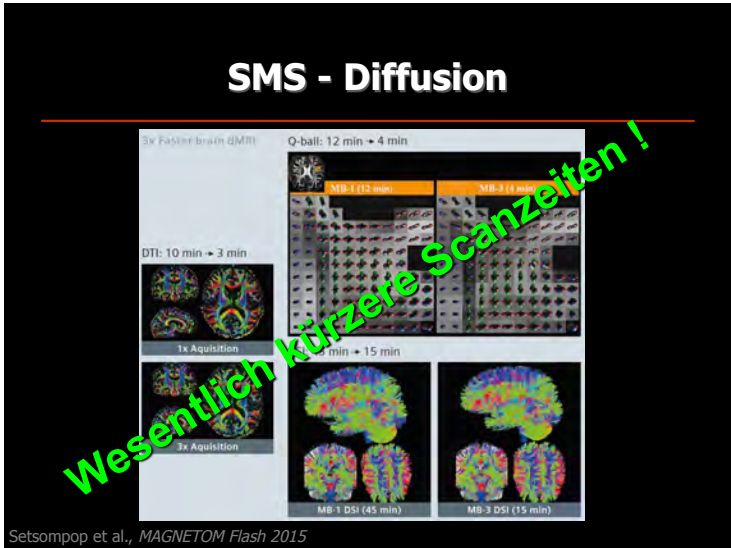 SMS - Diffusion
3x Faster brain dMRI
Q-ball: 12 min → 4 min
MB-1 (12 min)
MB-3 (4 min)
DTI: 10 min → 3 min
1x Aquisition
3x Aquisition
min → 15 min
MB-1 DSI (45 min)
MB-3 DSI (15 min)
Wesentlich kürzere Scanzeiten !
Setsompop et al., MAGNETOM Flash 2015